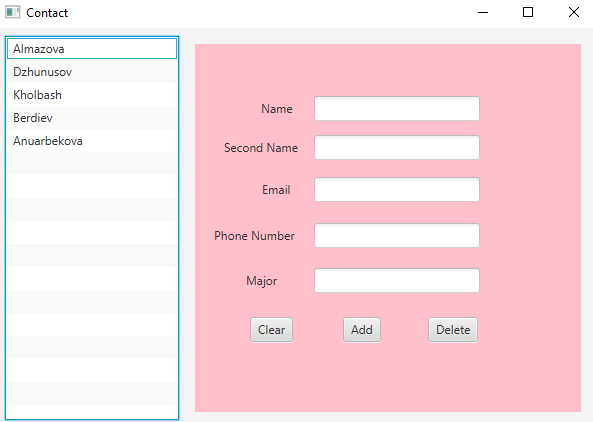 Contact
Almazova
Dzhunusov
Kholbash
Berdiev
Anuarbekova
Name
Second Name
Email
Phone Number
Major
Clear Add Delete